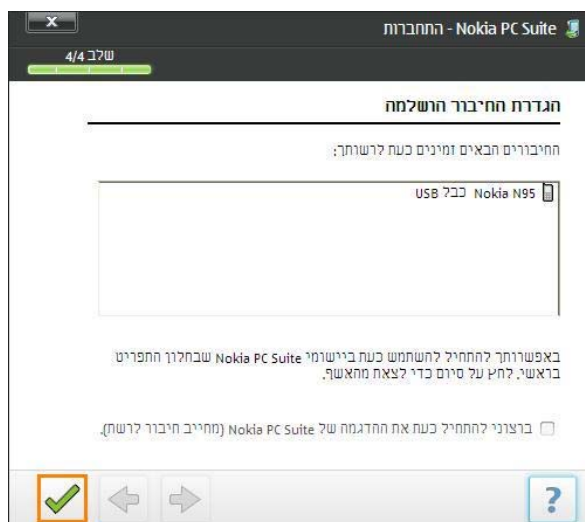 Nokia PC Suite - התחברות
x
שלב 4/4
הגדרת החיבור הושלמה
החיבורים הבאים זמינים כעת לרשותך:
Nokia N95 כבל USB
באפשרותך להתחיל להשתמש כעת ביישומי Nokia PC Suite שבחלון התפריט
בראשי. לחץ על סיום כדי לצאת מהאשף.
ברצוני להתחיל כעת את ההדגמה של Nokia PC Suite (מחייב חיבור לרשת).
?